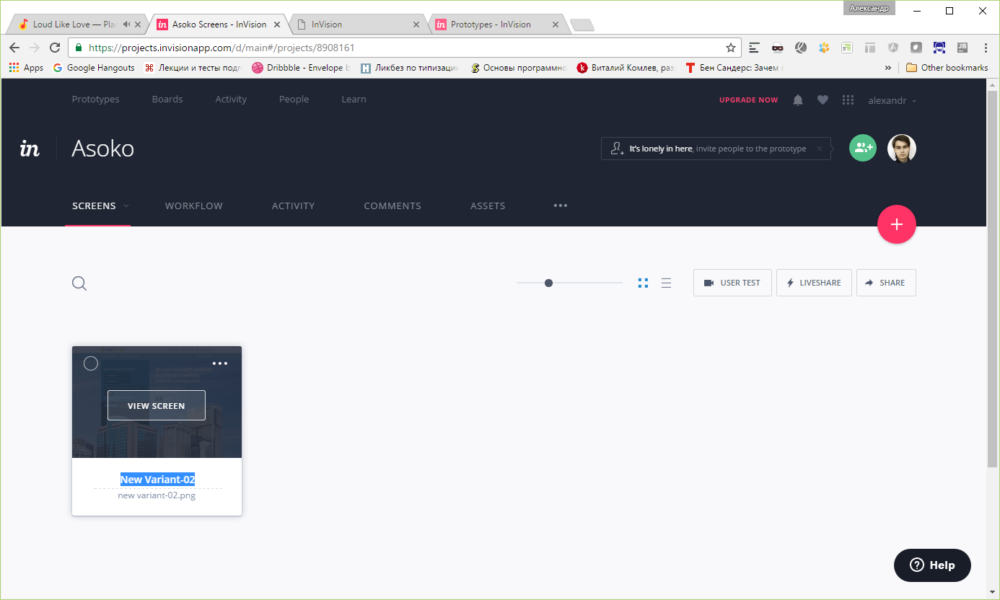 Александр
Loud Like Love — Pla
Asoko Screens - InVision
InVision
Prototypes - InVision
https://projects.invisionapp.com/d/main#/projects/8908161
Apps
Google Hangouts
Лекции и тесты подг
Dribbble - Envelope b
Ликбез по типизаци
Основы программно
Виталий Комлев, раз
Бен Сандерс: Зачем
Other bookmarks
Prototypes
Boards
Activity
People
Learn
UPGRADE NOW
alexandr
in
Asoko
It's lonely in here, invite people to the prototype
SCREENS
WORKFLOW
ACTIVITY
COMMENTS
ASSETS
USER TEST
LIVESHARE
SHARE
VIEW SCREEN
New Variant-02
new variant-02.png
Help